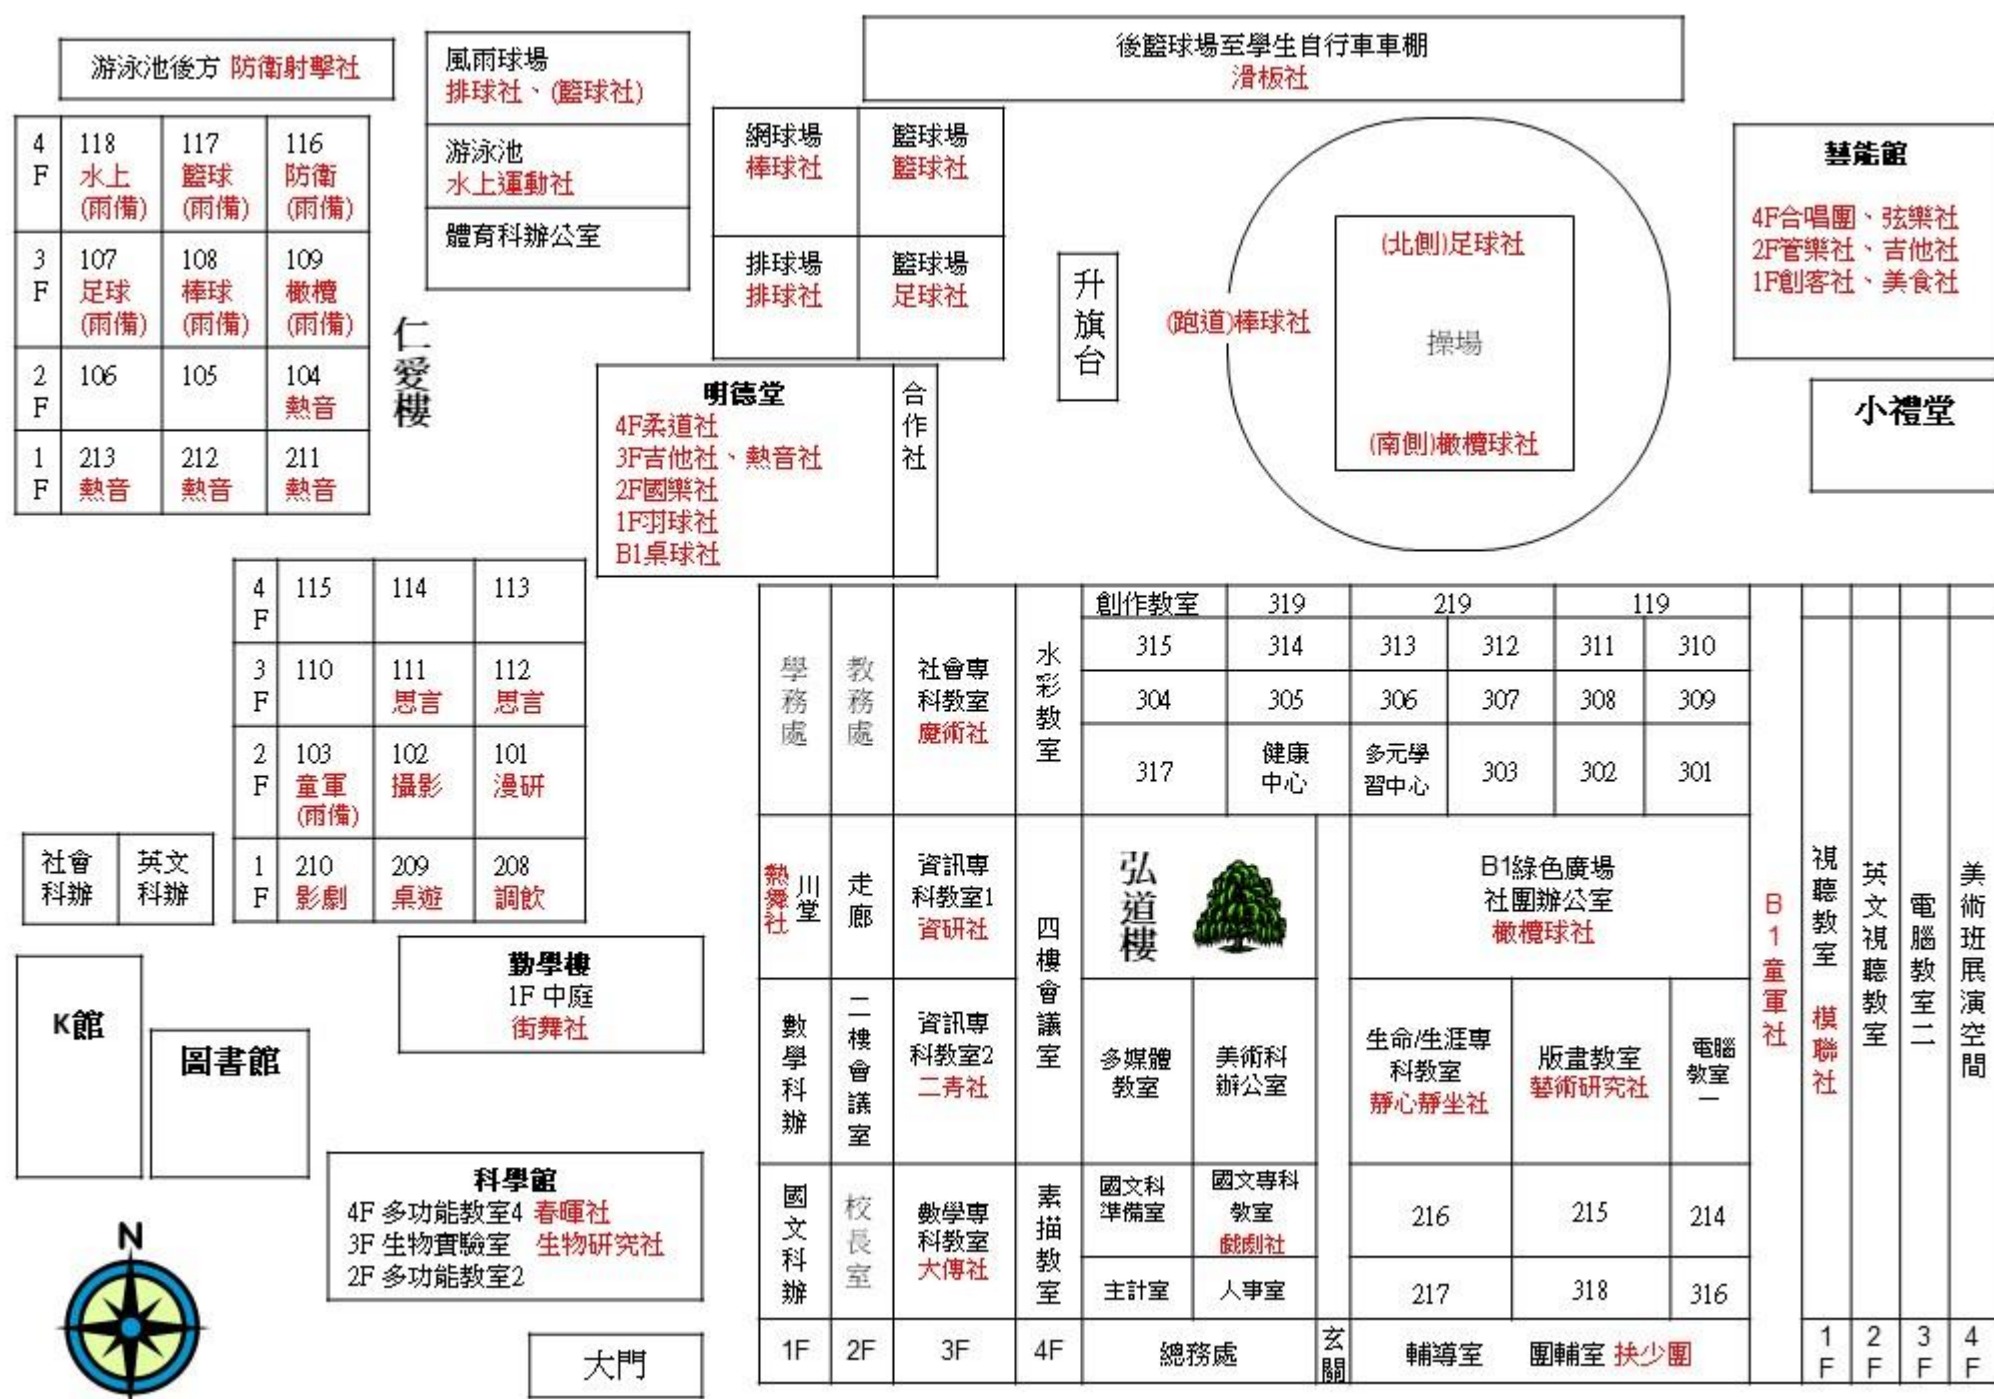 游泳池後方 防衛射擊社
風雨球場
排球社、(籃球社)
游泳池
水上運動社
體育科辦公室
後籃球場至學生自行車車棚
滑板社
4F
118
水上
(雨備)
117
籃球
(雨備)
116
防衛
(雨備)
3F
107
足球
(雨備)
108
棒球
(雨備)
109
橄欖
(雨備)
2F
106
105
104
熱音
1F
213
熱音
212
熱音
211
熱音
仁愛樓
網球場
棒球社
籃球場
籃球社
排球場
排球社
籃球場
足球社
升旗台
(北側)足球社
(跑道)棒球社
操場
(南側)橄欖球社
藝能館
4F合唱團、弦樂社
2F管樂社、吉他社
1F創客社、美食社
小禮堂
明德堂
4F柔道社
3F吉他社、熱音社
2F國樂社
1F羽球社
B1桌球社
合作社
4F
115
114
113
3F
110
111
思言
112
思言
2F
103
童軍
(雨備)
102
攝影
101
漫研
1F
210
影劇
209
桌遊
208
調飲
社會
科辦
英文
科辦
勤學樓
1F 中庭
街舞社
K館
圖書館
科學館
4F 多功能教室4 春暉社
3F 生物實驗室 生物研究社
2F 多功能教室2
N
大門
學務處
教務處
社會專
科教室
魔術社
水彩教室
創作教室
319
219
119
315
314
313
312
311
310
304
305
306
307
308
309
317
健康
中心
多元學
習中心
303
302
301
熱舞社
川堂
走廊
資訊專
科教室1
資研社
四樓會議室
弘道樓
B1綠色廣場
社團辦公室
橄欖球社
數學科辦
二樓會議室
資訊專
科教室2
二青社
多媒體
教室
美術科
辦公室
生命/生涯專
科教室
靜心靜坐社
版畫教室
藝術研究社
電腦
教室
一
國文科辦
校長室
數學專
科教室
大傳社
素描教室
國文科
準備室
國文專科
教室
戲劇社
216
215
214
主計室
人事室
217
318
316
1F
2F
3F
4F
總務處
玄關
輔導室
團輔室 扶少團
B1童軍社
視聽教室 模聯社
英文視聽教室
電腦教室二
美術班展演空間
1F
2F
3F
4F